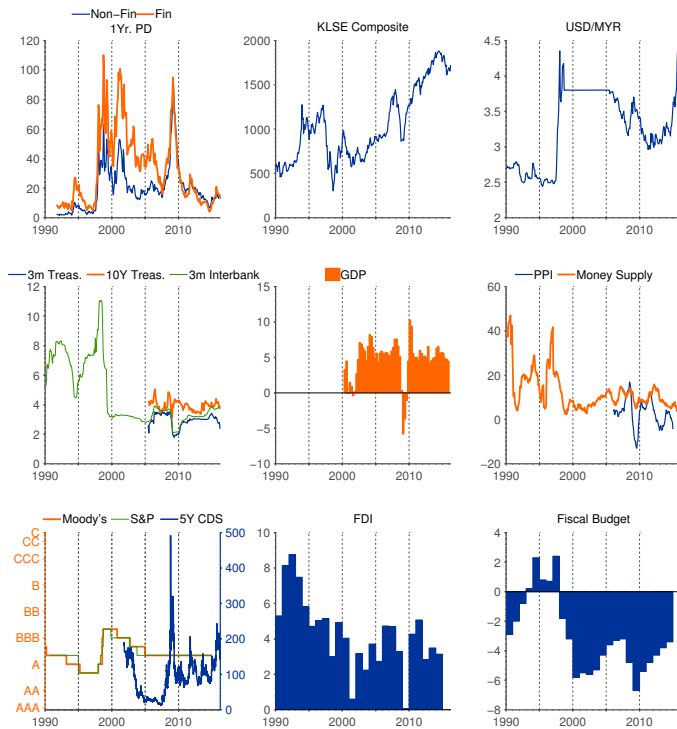 Non-Fin Fin
1Yr. PD
120
100
80
60
40
20
0
1990 2000 2010
KLSE Composite
2000
1500
1000
500
0
1990 2000 2010
USD/MYR
4.5
4
3.5
3
2.5
2
1990 2000 2010
3m Treas. 10Y Treas. 3m Interbank
12
10
8
6
4
2
0
1990 2000 2010
GDP
15
10
5
0
−5
−10
1990 2000 2010
PPI Money Supply
60
40
20
0
−20
1990 2000 2010
Moody's S&P 5Y CDS
C
CC
CCC
B
BB
BBB
A
AA
AAA
500
400
300
200
100
0
1990 2000 2010
FDI
10
8
6
4
2
0
1990 2000 2010
Fiscal Budget
4
2
0
−2
−4
−6
−8
1990 2000 2010